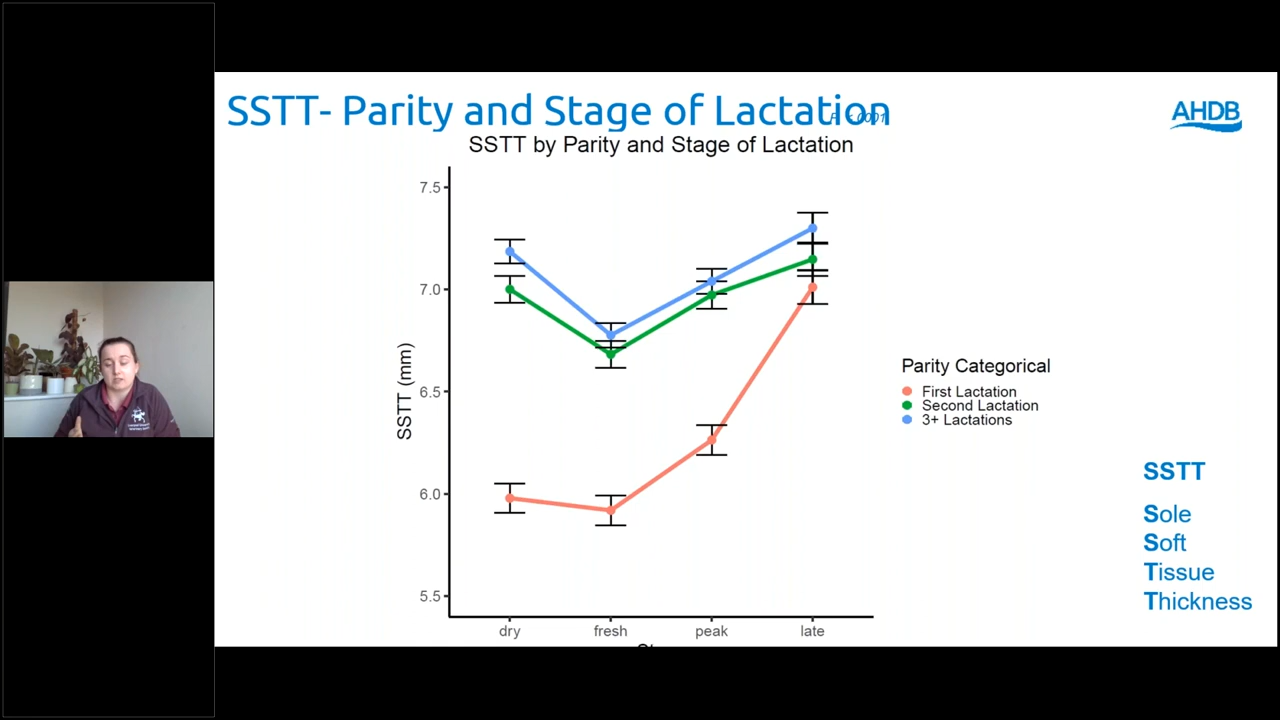 SSTT- Parity and Stage of Lactation
AHDB
SSTT by Parity and Stage of Lactation
7.5
7.0
6.5
6.0
5.5
SSTT (mm)
dry
fresh
peak
late
Parity Categorical
First Lactation
Second Lactation
3+ Lactations
SSTT
Sole
Soft
Tissue
Thickness